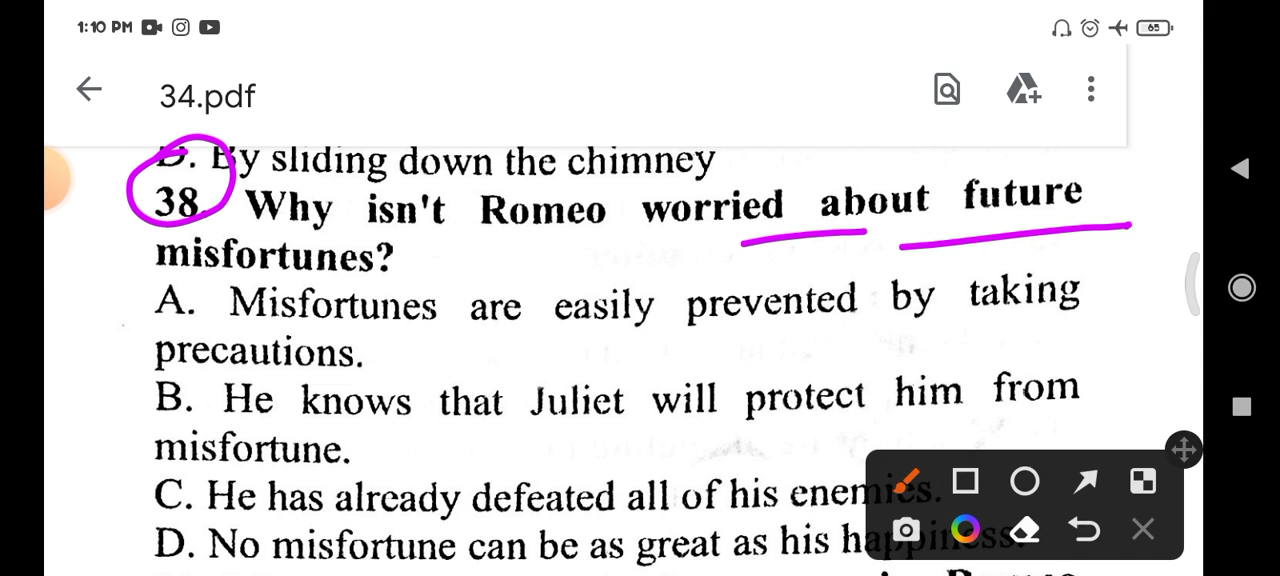 1:10 PM
65
34.pdf
D. By sliding down the chimney
38. Why isn't Romeo worried about future
misfortunes?
A. Misfortunes are easily prevented by taking
precautions.
B. He knows that Juliet will protect him from
misfortune.
C. He has already defeated all of his enemies.
D. No misfortune can be as great as his happiness.